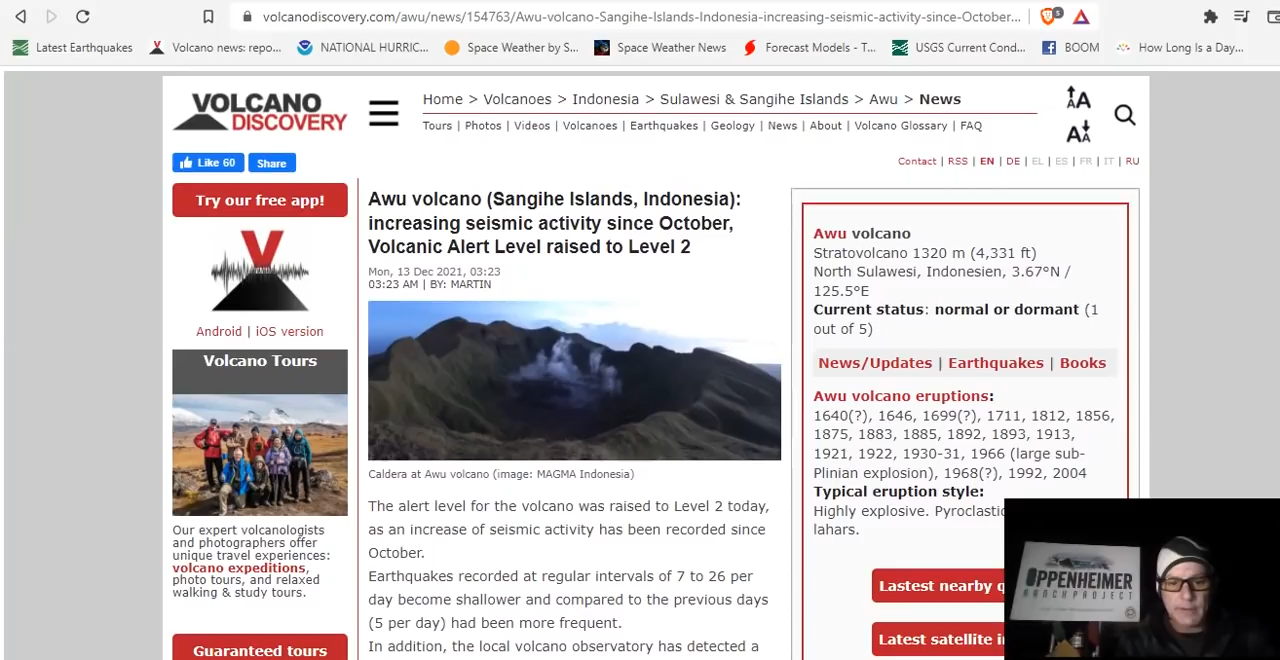 volcanodiscovery.com/awu/news/154763/Awu-volcano-Sangihe-Islands-Indonesia-increasing-seismic-activity-since-October...
5
Latest Earthquakes
Volcano news: repo...
NATIONAL HURRIC...
Space Weather by S...
Space Weather News
Forecast Models - T...
USGS Current Cond...
BOOM
How Long Is a Day...
VOLCANO
DISCOVERY
Home > Volcanoes > Indonesia > Sulawesi & Sangihe Islands > Awu > News
Tours | Photos | Videos | Volcanoes | Earthquakes | Geology | News | About | Volcano Glossary | FAQ
AA
Contact | RSS | EN | DE | EL | ES | FR | IT | RU
Like 60
Share
Try our free app!
V
Android | iOS version
Volcano Tours
Our expert volcanologists
and photographers offer
unique travel experiences:
volcano expeditions,
photo tours, and relaxed
walking & study tours.
Guaranteed tours
Awu volcano (Sangihe Islands, Indonesia):
increasing seismic activity since October,
Volcanic Alert Level raised to Level 2
Mon, 13 Dec 2021, 03:23
03:23 AM | BY: MARTIN
Caldera at Awu volcano (image: MAGMA Indonesia)
The alert level for the volcano was raised to Level 2 today,
as an increase of seismic activity has been recorded since
October.
Earthquakes recorded at regular intervals of 7 to 26 per
day become shallower and compared to the previous days
(5 per day) had been more frequent.
In addition, the local volcano observatory has detected a
Awu volcano
Stratovolcano 1320 m (4,331 ft)
North Sulawesi, Indonesien, 3.67°N /
125.5°E
Current status: normal or dormant (1
out of 5)
News/Updates | Earthquakes | Books
Awu volcano eruptions:
1640(?), 1646, 1699(?), 1711, 1812, 1856,
1875, 1883, 1885, 1892, 1893, 1913,
1921, 1922, 1930-31, 1966 (large sub-
Plinian explosion), 1968(?), 1992, 2004
Typical eruption style:
Highly explosive. Pyroclastic
lahars.
Lastest nearby q
Latest satellite i
OPPENHEIMER
RANCH PROJECT